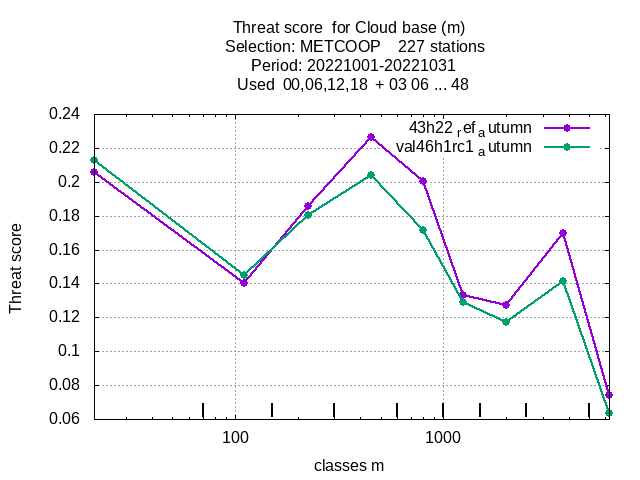 Threat score for Cloud base (m)
Selection: METCOOP 227 stations
Period: 20221001-20221031
Used 00,06,12,18 + 03 06 ... 48
43h22 ref a utumn
val46h1rc1 a utumn
0.24
0.22
0.2
0.18
0.16
0.14
0.12
0.1
0.08
0.06
Threat score
100 1000
classes m